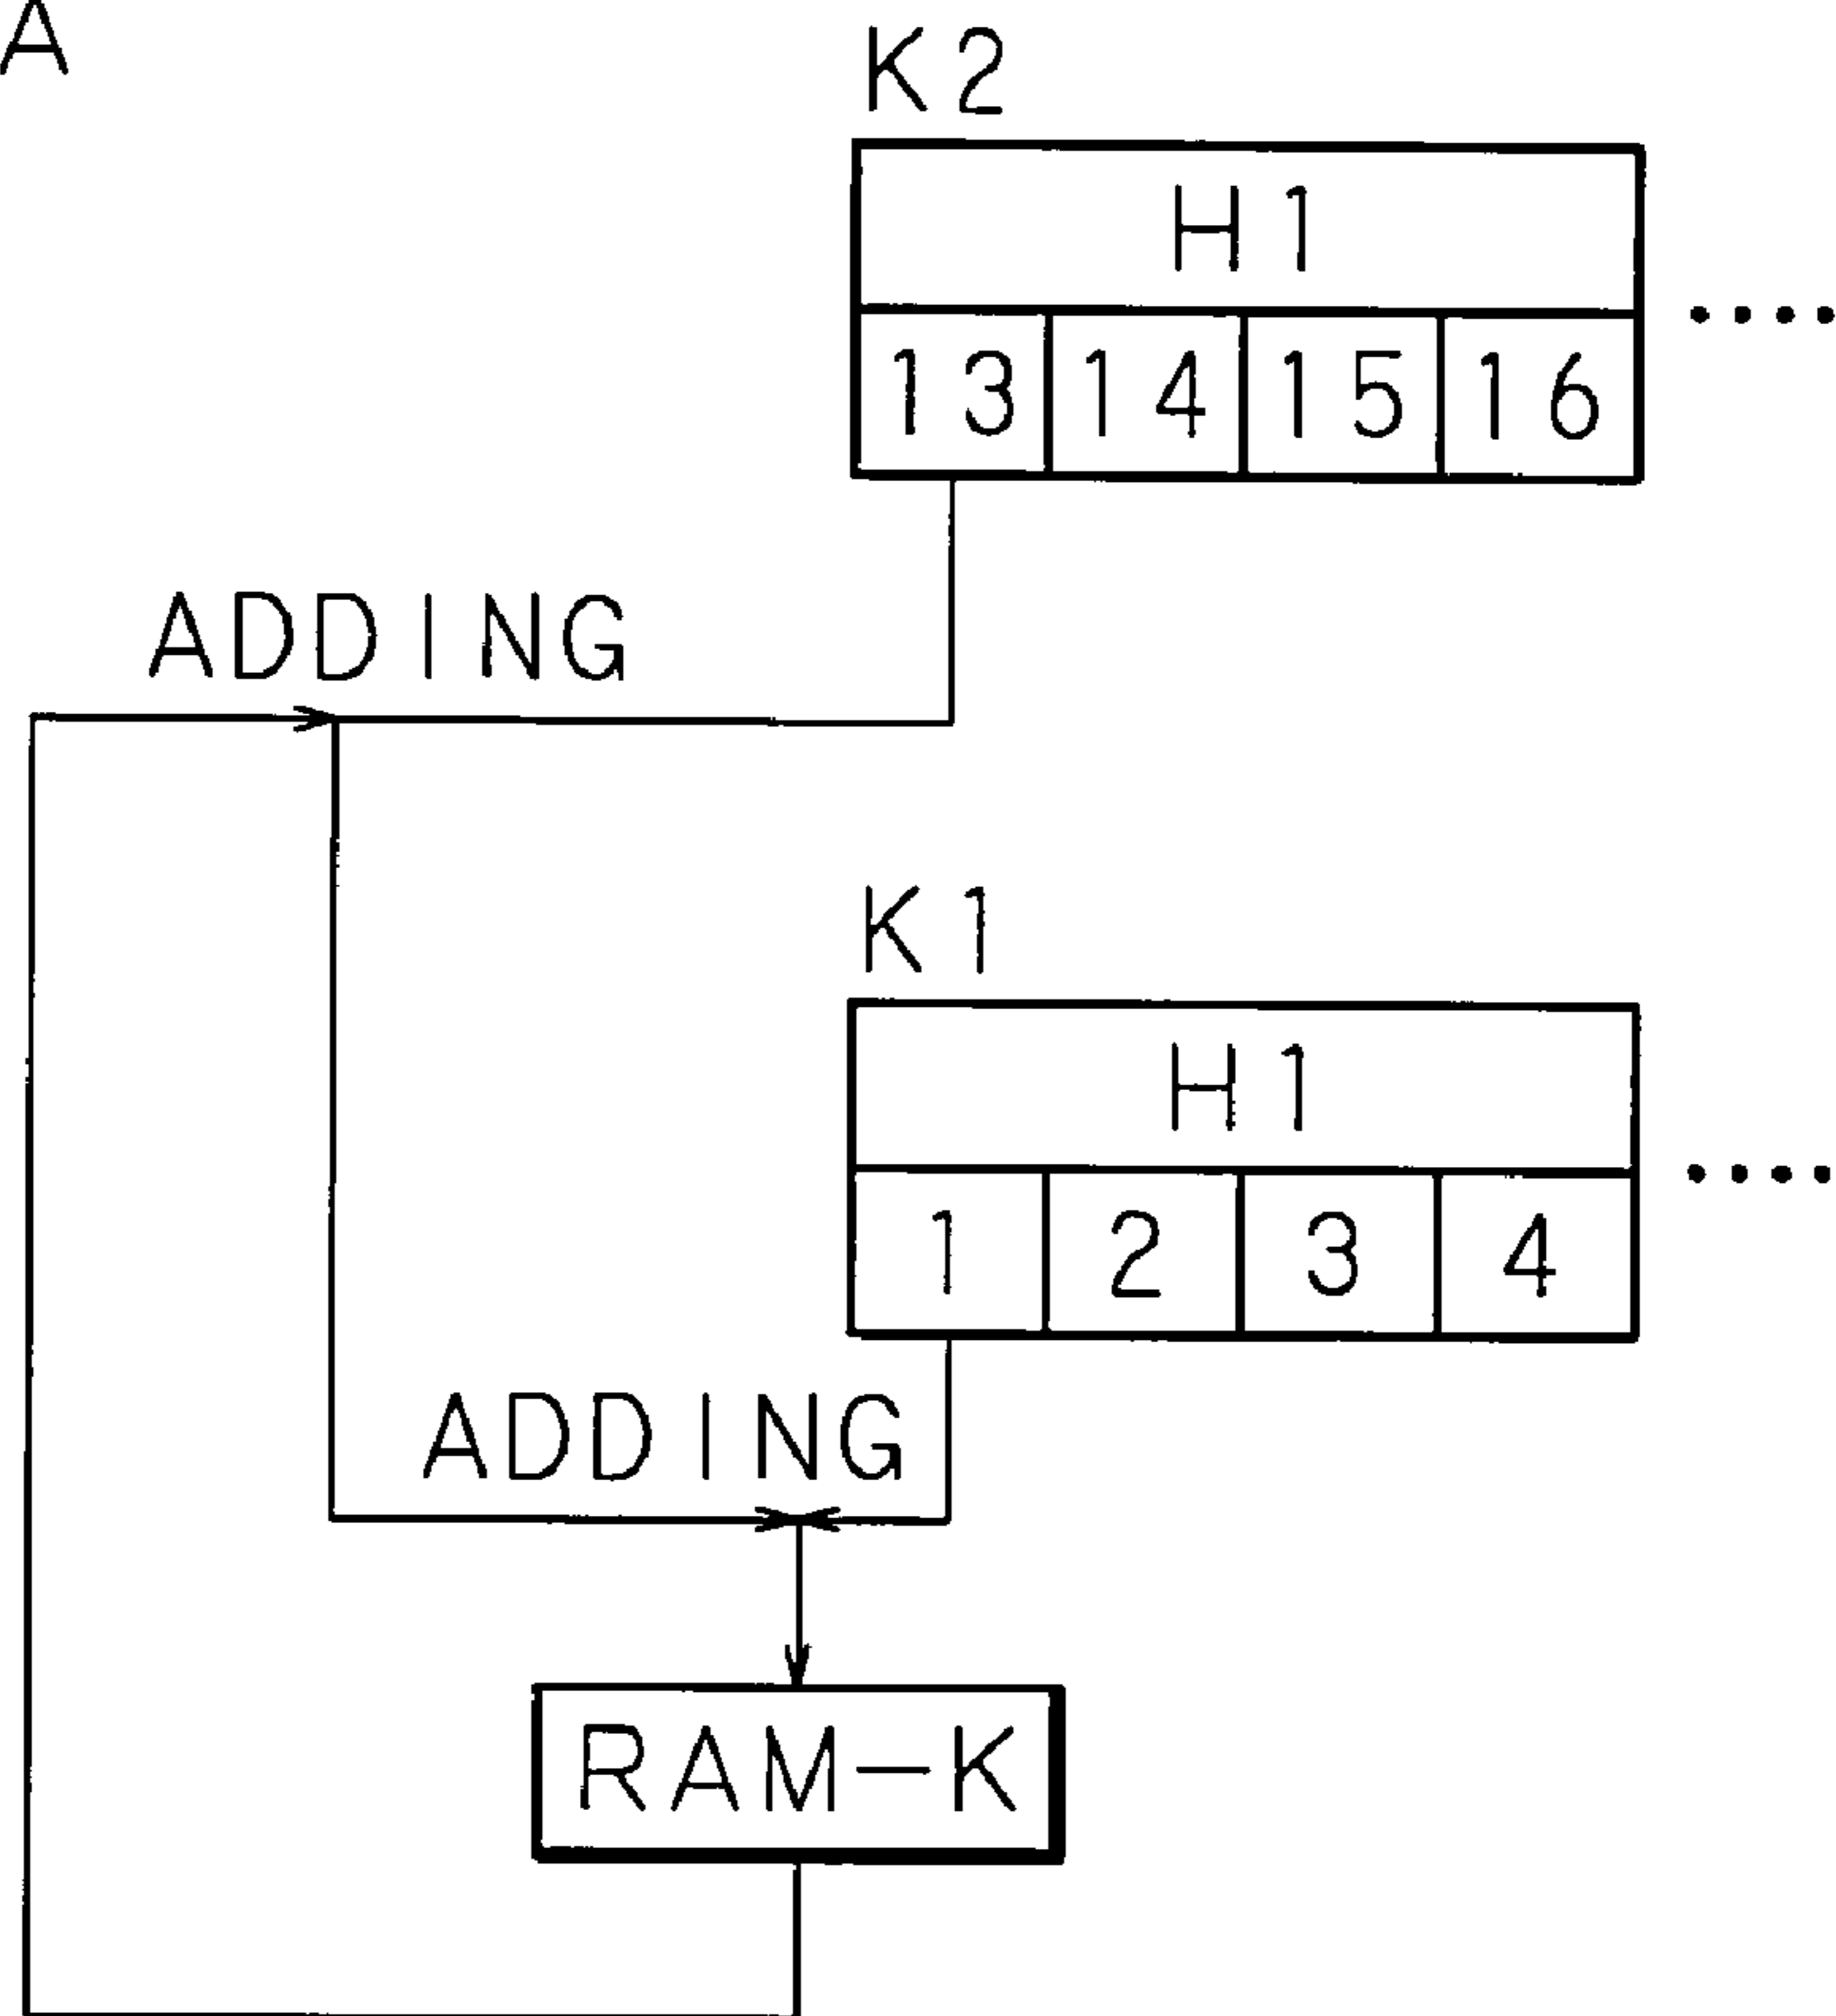 A
K2
H1
13 14 15 16 ....
ADDING
K1
H1
1 2 3 4 ....
ADDING
RAM-K